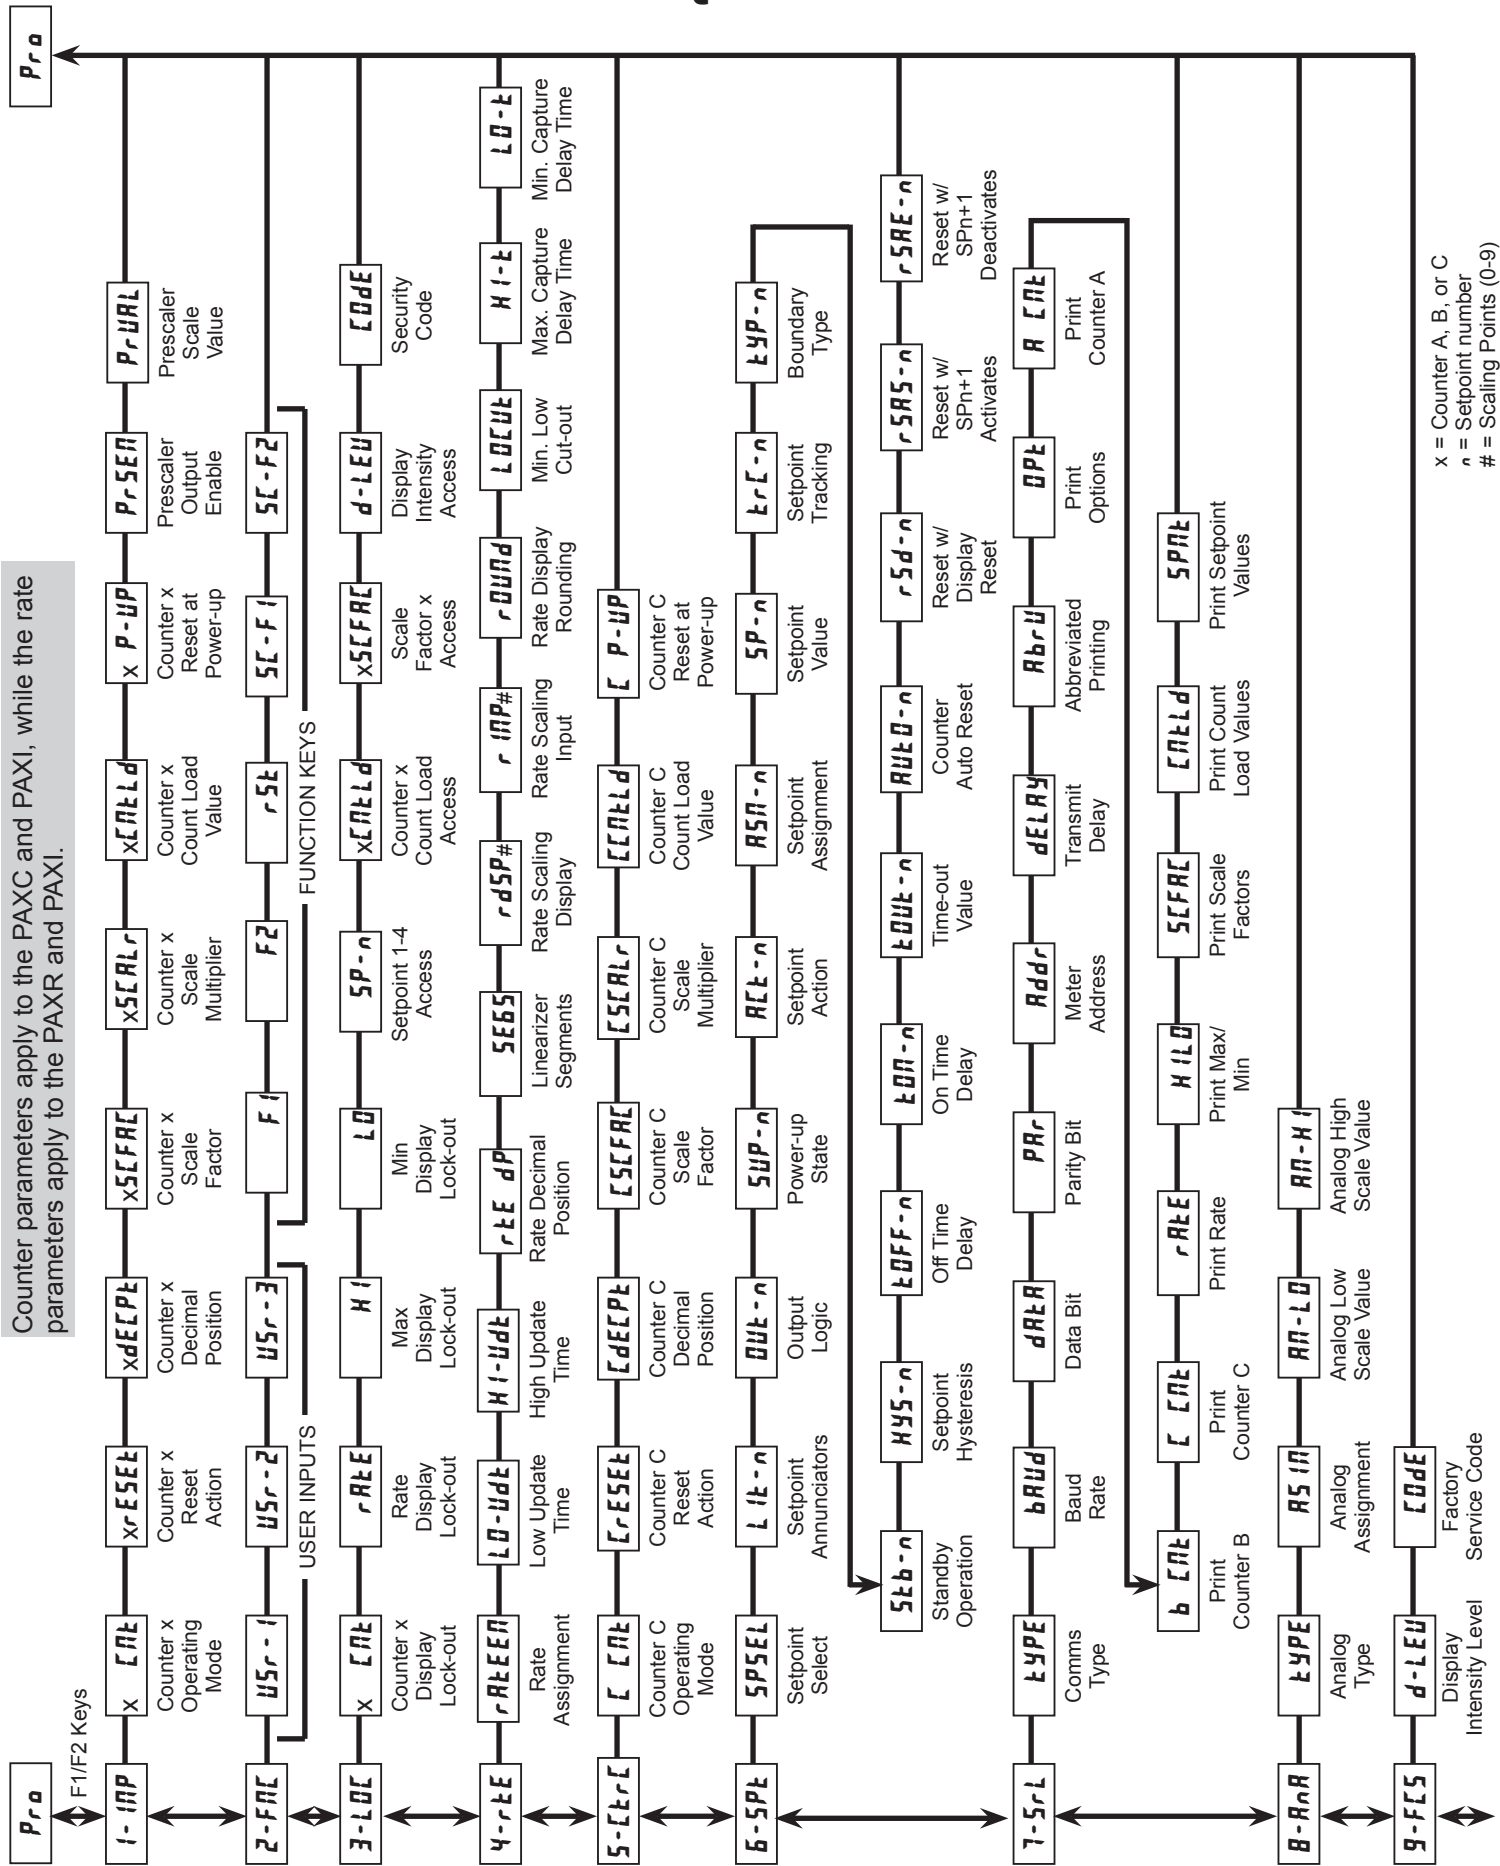 Counter parameters apply to the PAXC and PAXI, while the rate
parameters apply to the PAXR and PAXI.
Pro
F1/F2 Keys
Pro
1-INP
x CNt
Counter x
Operating
Mode
xrESEt
Counter x
Reset
Action
xdECPt
Counter x
Decimal
Position
xSCFAC
Counter x
Scale
Factor
xSCALr
Counter x
Scale
Multiplier
xCNtLd
Counter x
Count Load
Value
x P-UP
Counter x
Reset at
Power-up
PrSEN
Prescaler
Output
Enable
PrVAL
Prescaler
Scale
Value
2-FNC
USr-1
USr-2
USr-3
USER INPUTS
F1
F2
rSt
SC-F1
SC-F2
FUNCTION KEYS
3-LOC
x CNt
Counter x
Display
Lock-out
rAtE
Rate
Display
Lock-out
HI
Max
Display
Lock-out
LO
Min
Display
Lock-out
SP-n
Setpoint 1-4
Access
xCNtLd
Counter x
Count Load
Access
xSCFAC
Scale
Factor x
Access
d-LEV
Display
Intensity
Access
COdE
Security
Code
4-rtE
rAtEEN
Rate
Assignment
LO-Udt
Low Update
Time
HI-Udt
High Update
Time
rtE dP
Rate Decimal
Position
SEGS
Linearizer
Segments
rdSP#
Rate Scaling
Display
rINP#
Rate Scaling
Input
rOUNd
Rate Display
Rounding
LOCUt
Min. Low
Cut-out
HI-t
Max. Capture
Delay Time
LO-t
Min. Capture
Delay Time
5-CtrC
C CNt
Counter C
Operating
Mode
CrESEt
Counter C
Reset
Action
CdECPt
Counter C
Decimal
Position
CSCFAC
Counter C
Scale
Factor
CSCALr
Counter C
Scale
Multiplier
CCNtLd
Counter C
Count Load
Value
C P-UP
Counter C
Reset at
Power-up
6-SPt
SPSEL
Setpoint
Select
LIt-n
Setpoint
Annunciators
OUt-n
Output
Logic
SUP-n
Power-up
State
ACt-n
Setpoint
Action
ASN-n
Setpoint
Assignment
SP-n
Setpoint
Value
trC-n
Setpoint
Tracking
tYP-n
Boundary
Type
Stb-n
Standby
Operation
HYS-n
Setpoint
Hysteresis
tOFF-n
Off Time
Delay
tON-n
On Time
Delay
tOUt-n
Time-out
Value
AUtO-n
Counter
Auto Reset
rSd-n
Reset w/
Display
Reset
rSAS-n
Reset w/
SPn+1
Activates
rSAE-n
Reset w/
SPn+1
Deactivates
7-SrL
tYPE
Comms
Type
bAUd
Baud
Rate
dAtA
Data Bit
PAr
Parity Bit
Addr
Meter
Address
dELAY
Transmit
Delay
Abrv
Abbreviated
Printing
OPt
Print
Options
A CNt
Print
Counter A
b CNt
Print
Counter B
C CNt
Print
Counter C
rAtE
Print Rate
HILO
Print Max/
Min
SCFAC
Print Scale
Factors
CNtLd
Print Count
Load Values
SPNt
Print Setpoint
Values
8-ANA
tYPE
Analog
Type
ASIN
Analog
Assignment
AN-LO
Analog Low
Scale Value
AN-HI
Analog High
Scale Value
9-FCS
d-LEV
Display
Intensity Level
COdE
Factory
Service Code
x = Counter A, B, or C
n = Setpoint number
# = Scaling Points (0-9)